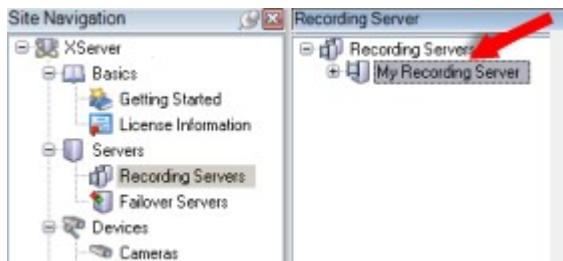 Site Navigation
XServer
Basics
Getting Started
License Information
Servers
Recording Servers
Failover Servers
Devices
Cameras
Recording Server
Recording Servers
My Recording Server